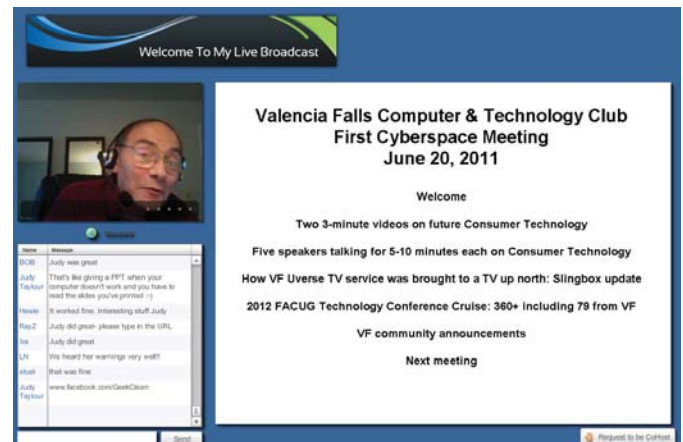 Welcome To My Live Broadcast
Valencia Falls Computer & Technology Club
First Cyberspace Meeting
June 20, 2011
Welcome
Two 3-minute videos on future Consumer Technology
Five speakers talking for 5-10 minutes each on Consumer Technology
How VF Uverse TV service was brought to a TV up north: Slingbox update
2012 FACUG Technology Conference Cruise: 360+ including 79 from VF
VF community announcements
Next meeting
Name Message
BOB Judy was great
Judy That's like giving a PPT when your
Taylour computer doesn't work and you have to
read the slides you've printed :-)
It worked fine, Interesting stuff Judy
RayZ Judy did great- please type in the URL
Judy did great
LN We heard her warnings very well!!
that was fine
Judy www.facebook.com/GeekClean
Taylour
Send
Request to be CoHost